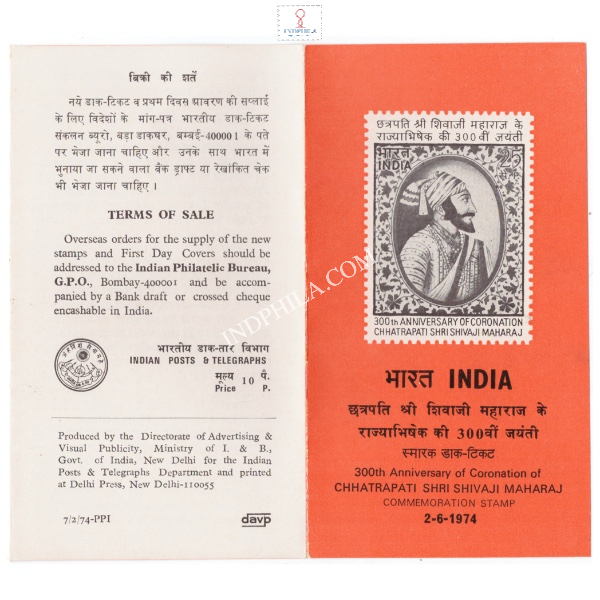 INDPHILA
बिक्री की शर्तें
नये डाक-टिकट व प्रथम दिवस आवरण की सप्लाई
के लिए विदेशों के मांग-पत्र भारतीय डाक-टिकट
संकलन ब्यूरो, बड़ा डाकघर, बम्बई-400001 के पते
पर भेजा जाना चाहिए और उनके साथ भारत में
भुनाया जा सकने वाला बैंक ड्राफ्ट या रेखांकित चेक
भी भेजा जाना चाहिए ।
TERMS OF SALE
Overseas orders for the supply of the new
stamps and First Day Covers should be
addressed to the Indian Philatelic Bureau,
G.P.O., Bombay-400001 and be accom-
panied by a Bank draft or crossed cheque
encashable in India.
भारतीय डाक-तार विभाग
INDIAN POSTS & TELEGRAPHS
मूल्य 10 पै.
Price P.
Produced by the Directorate of Advertising &
Visual Publicity, Ministry of I. & B.,
Govt. of India, New Delhi for the Indian
Posts & Telegraphs Department and printed
at Delhi Press, New Delhi-110055
7/2/74-PPI
davp
छत्रपति श्री शिवाजी महाराज के
राज्याभिषेक की 300वीं जयंती
भारत 25
INDIA
300th ANNIVERSARY OF CORONATION
CHHATRAPATI SHRI SHIVAJI MAHARAJ
भारत INDIA
छत्रपति श्री शिवाजी महाराज के
राज्याभिषेक की 300वीं जयंती
स्मारक डाक-टिकट
300th Anniversary of Coronation of
CHHATRAPATI SHRI SHIVAJI MAHARAJ
COMMEMORATION STAMP
2-6-1974
INDPHILA.COM